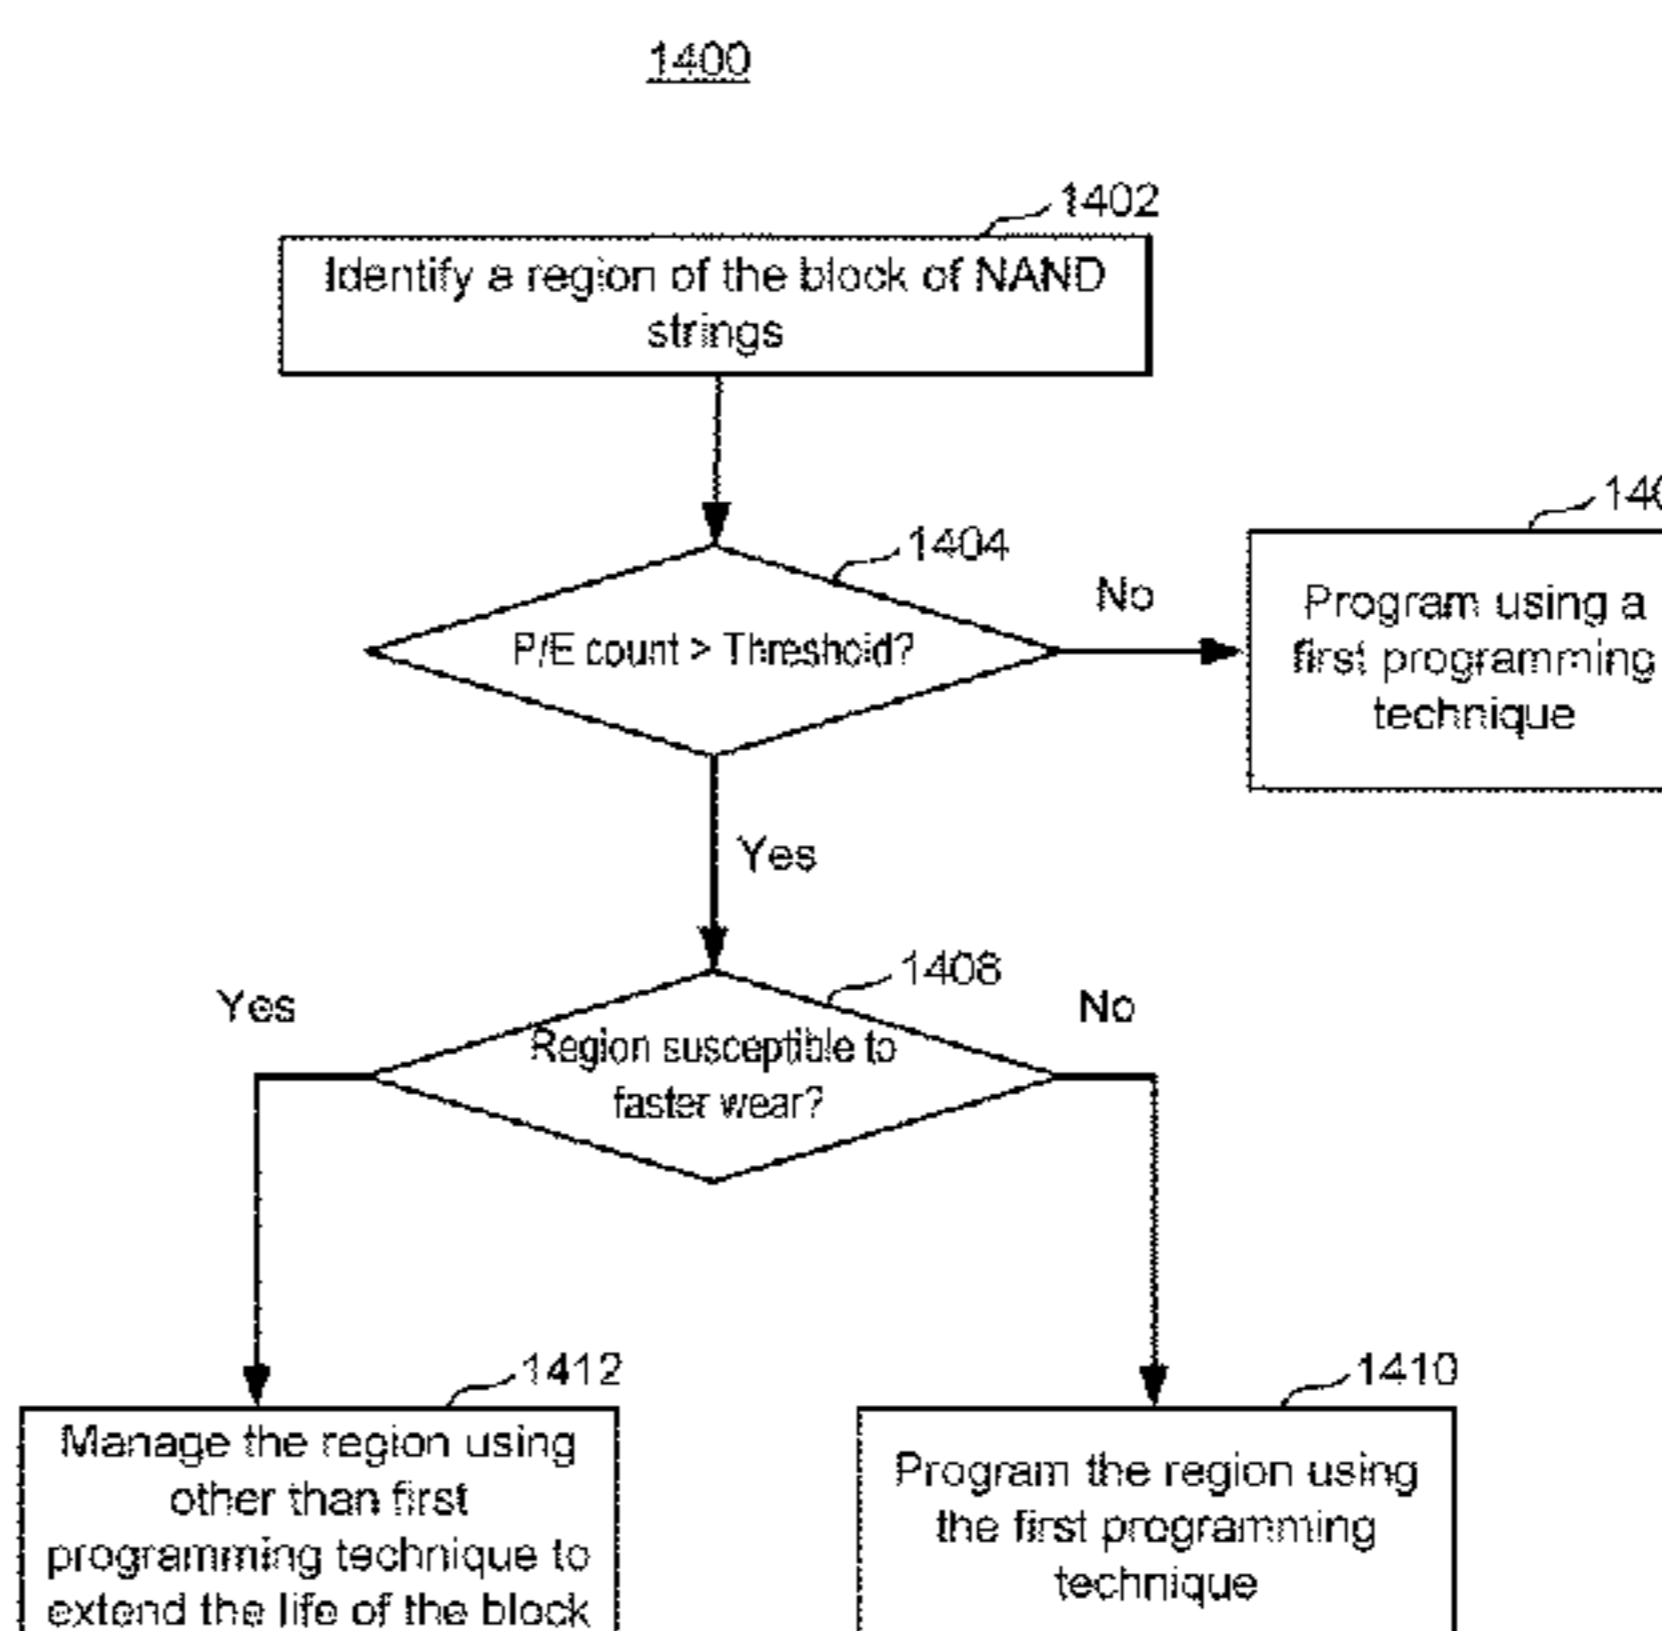 1400
1402
Identify a region of the block of NAND
strings
1404
P/E count > Threshold?
No
140
Program using a
first programming
technique
Yes
1408
Yes
No
Region susceptible to
faster wear?
1412
Manage the region using
other than first
programming technique to
extend the life of the block
1410
Program the region using
the first programming
technique